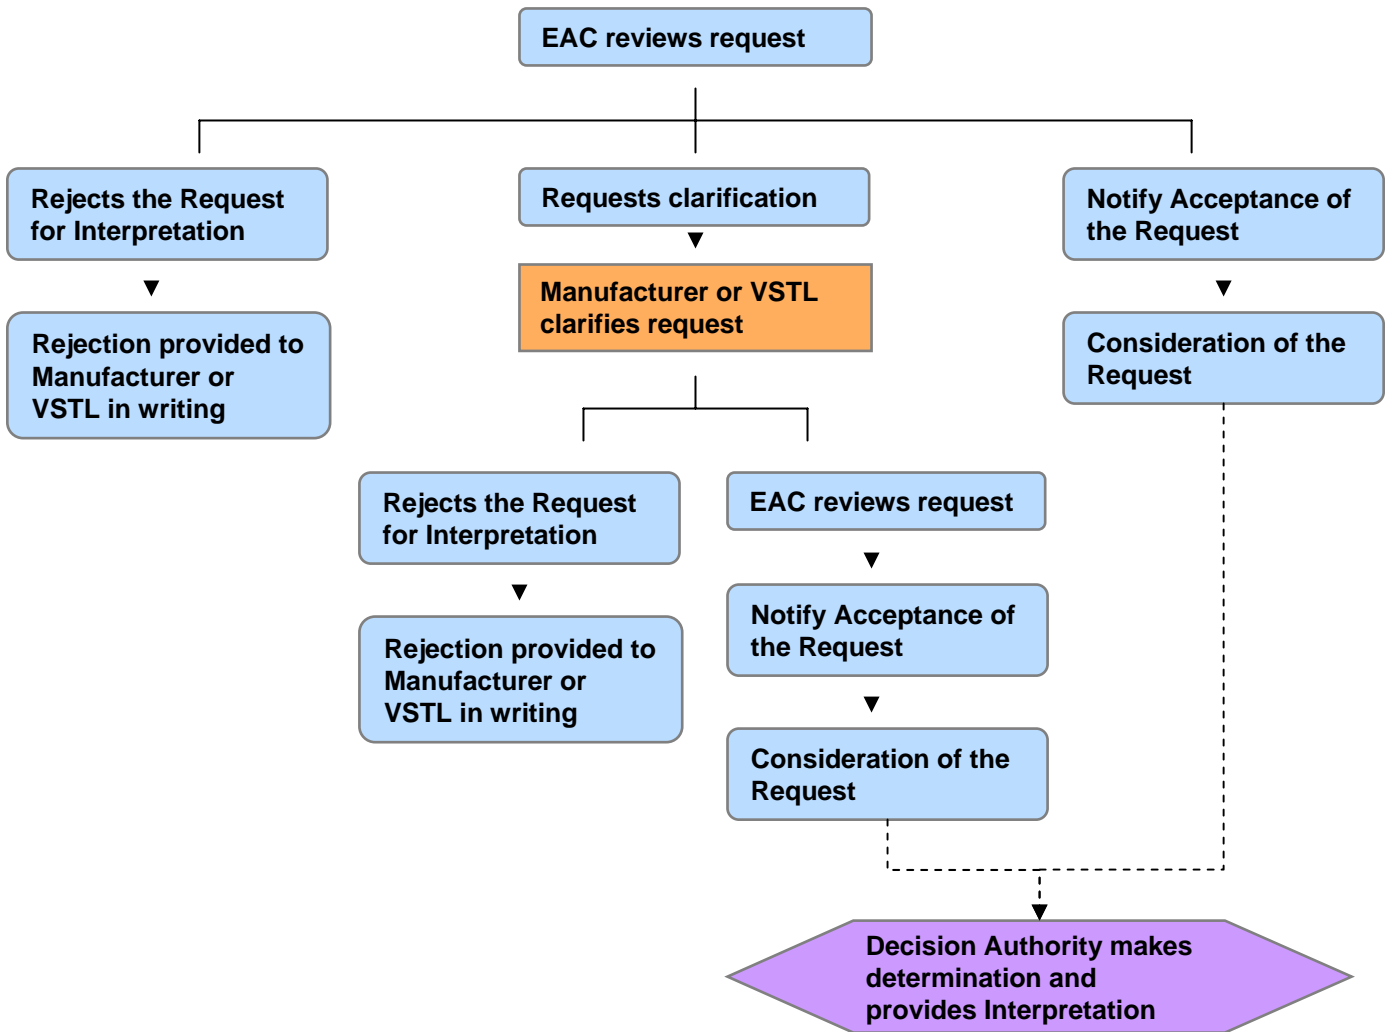 EAC reviews request
Rejects the Request
for Interpretation
Requests clarification
Notify Acceptance of
the Request
Manufacturer or VSTL
clarifies request
Rejection provided to
Manufacturer or
VSTL in writing
Consideration of the
Request
Rejects the Request
for Interpretation
EAC reviews request
Notify Acceptance of
the Request
Rejection provided to
Manufacturer or
VSTL in writing
Consideration of the
Request
Decision Authority makes
determination and
provides Interpretation